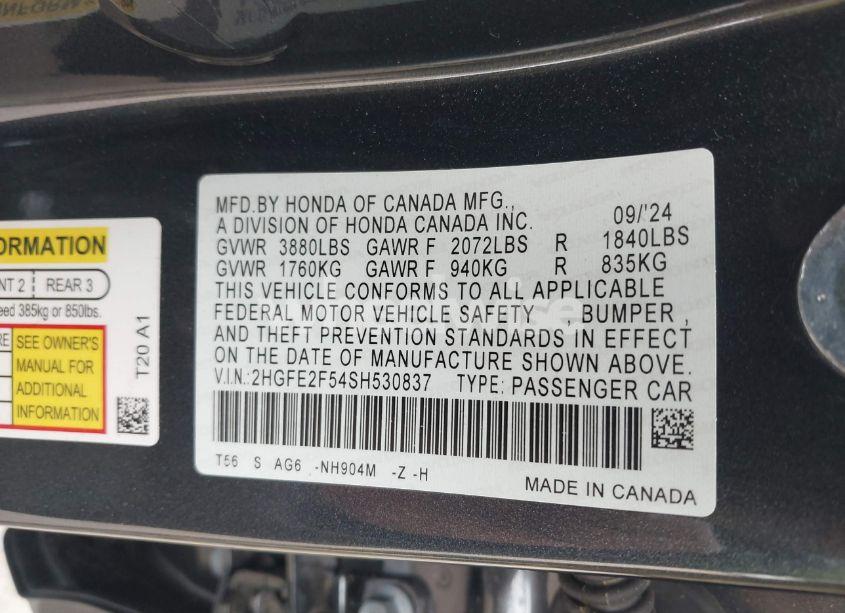 MFD.BY HONDA OF CANADA MFG.,
A DIVISION OF HONDA CANADA INC. 09/'24
GVWR 3880LBS GAWR F 2072LBS R 1840LBS
GVWR 1760KG GAWR F 940KG R 835KG
THIS VEHICLE CONFORMS TO ALL APPLICABLE
FEDERAL MOTOR VEHICLE SAFETY , BUMPER ,
AND THEFT PREVENTION STANDARDS IN EFFECT
ON THE DATE OF MANUFACTURE SHOWN ABOVE.
V.I.N.:2HGFE2F54SH530837 TYPE: PASSENGER CAR
T56 S AG6 -NH904M -Z -H
MADE IN CANADA
ORMATION
NT 2 REAR 3
eed 385kg or 850lbs.
RE SEE OWNER'S
MANUAL FOR
ADDITIONAL
INFORMATION
T20 A1